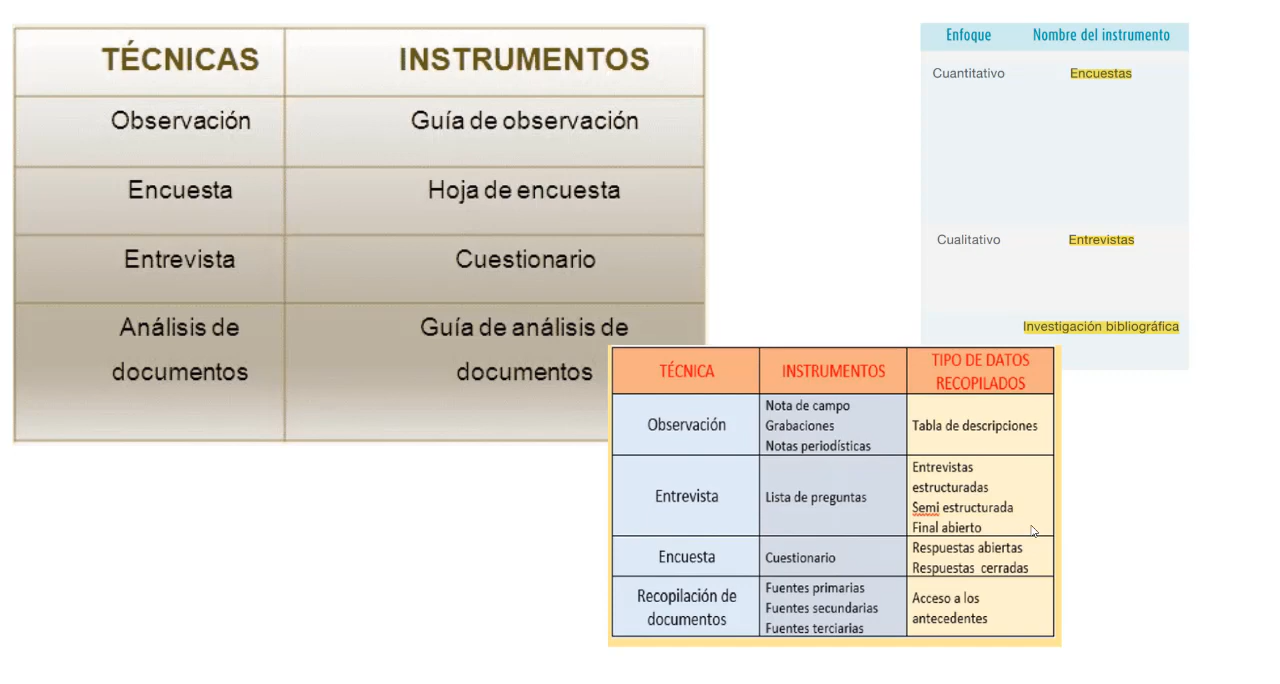 TÉCNICAS INSTRUMENTOS
Observación Guía de observación
Encuesta Hoja de encuesta
Entrevista Cuestionario
Análisis de Guía de análisis de
documentos documentos
Enfoque Nombre del instrumento
Cuantitativo Encuestas
Cualitativo Entrevistas
Investigación bibliográfica
TÉCNICA INSTRUMENTOS TIPO DE DATOS
RECOPILADOS
Observación Nota de campo
Grabaciones
Notas periodísticas
Tabla de descripciones
Entrevista Lista de preguntas
Entrevistas
estructuradas
Semi estructurada
Final abierto
Encuesta Cuestionario
Respuestas abiertas
Respuestas cerradas
Recopilación de
documentos
Fuentes primarias
Fuentes secundarias
Fuentes terciarias
Acceso a los
antecedentes